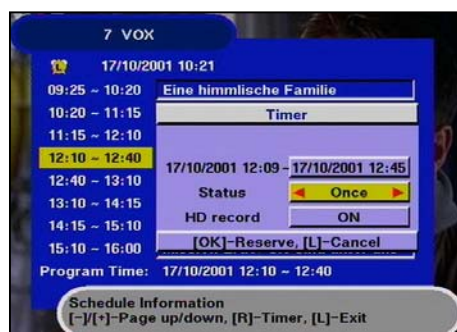 7 VOX
17/10/2001 10:21
09:25 ~ 10:20 Eine himmlische Familie
10:20 ~ 11:15 Timer
11:15 ~ 12:10
12:10 ~ 12:40 17/10/2001 12:09 - 17/10/2001 12:45
12:40 ~ 13:10 Status Once
13:10 ~ 14:15
14:15 ~ 15:10 HD record ON
15:10 ~ 16:00 [OK]-Reserve, [L]-Cancel
Program Time: 17/10/2001 12:10 ~ 12:40
Schedule Information
[-]/[+]-Page up/down, [R]-Timer, [L]-Exit